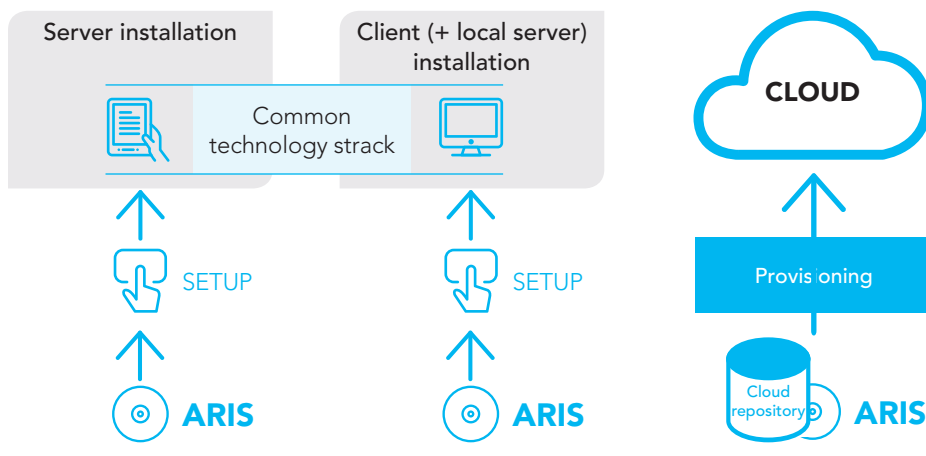 Server installation
Client (+ local server)
installation
CLOUD
Common
technology strack
SETUP
SETUP
Provisioning
ARIS
ARIS
Cloud
repository
ARIS